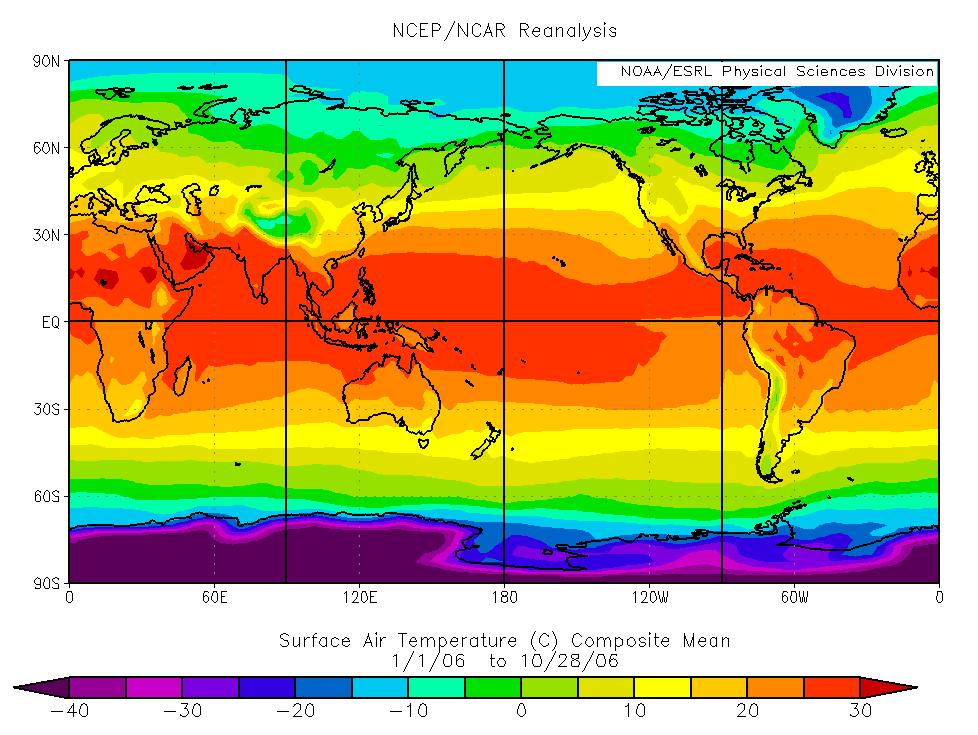 NCEP/NCAR Reanalysis
NOAA/ESRL Physical Sciences Division
90N
60N
30N
EQ
30S
60S
90S
0 60E 120E 180 120W 60W 0
Surface Air Temperature (C) Composite Mean
1/1/06 to 10/28/06
−40 −30 −20 −10 0 10 20 30